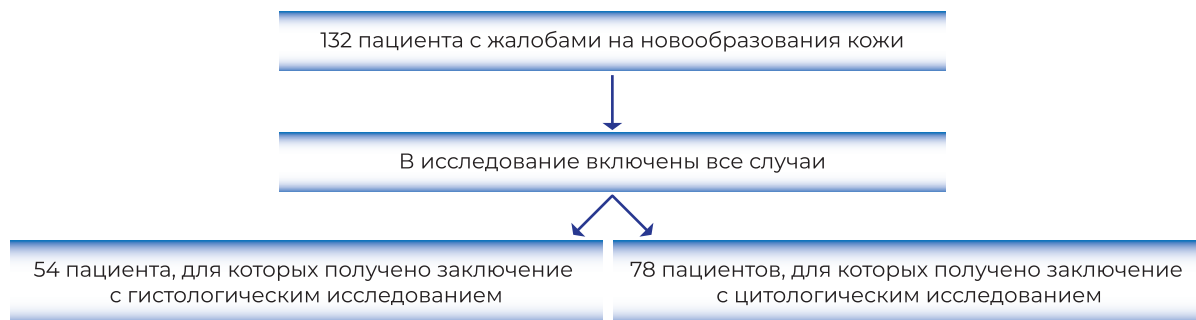 132 пациента с жалобами на новообразования кожи
В исследование включены все случаи
54 пациента, для которых получено заключение
с гистологическим исследованием
78 пациентов, для которых получено заключение
с цитологическим исследованием